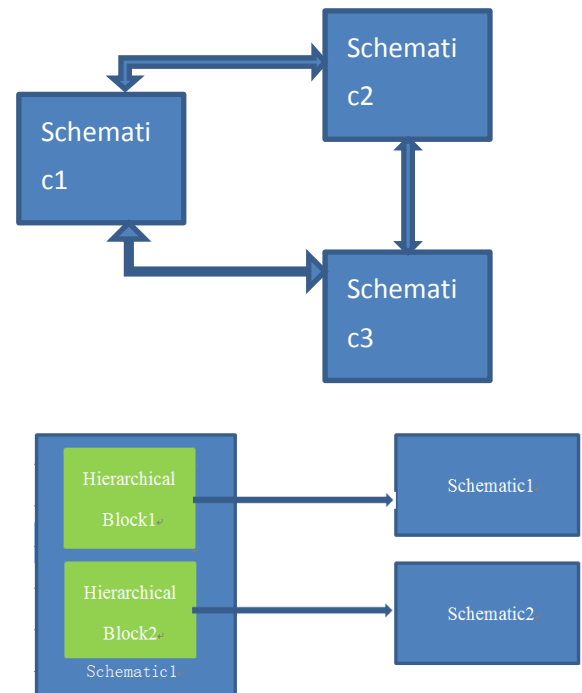 Schemati
c2
Schemati
c1
Schemati
c3
Hierarchical
Block1
Schematic1
Hierarchical
Block2
Schematic2
Schematic1